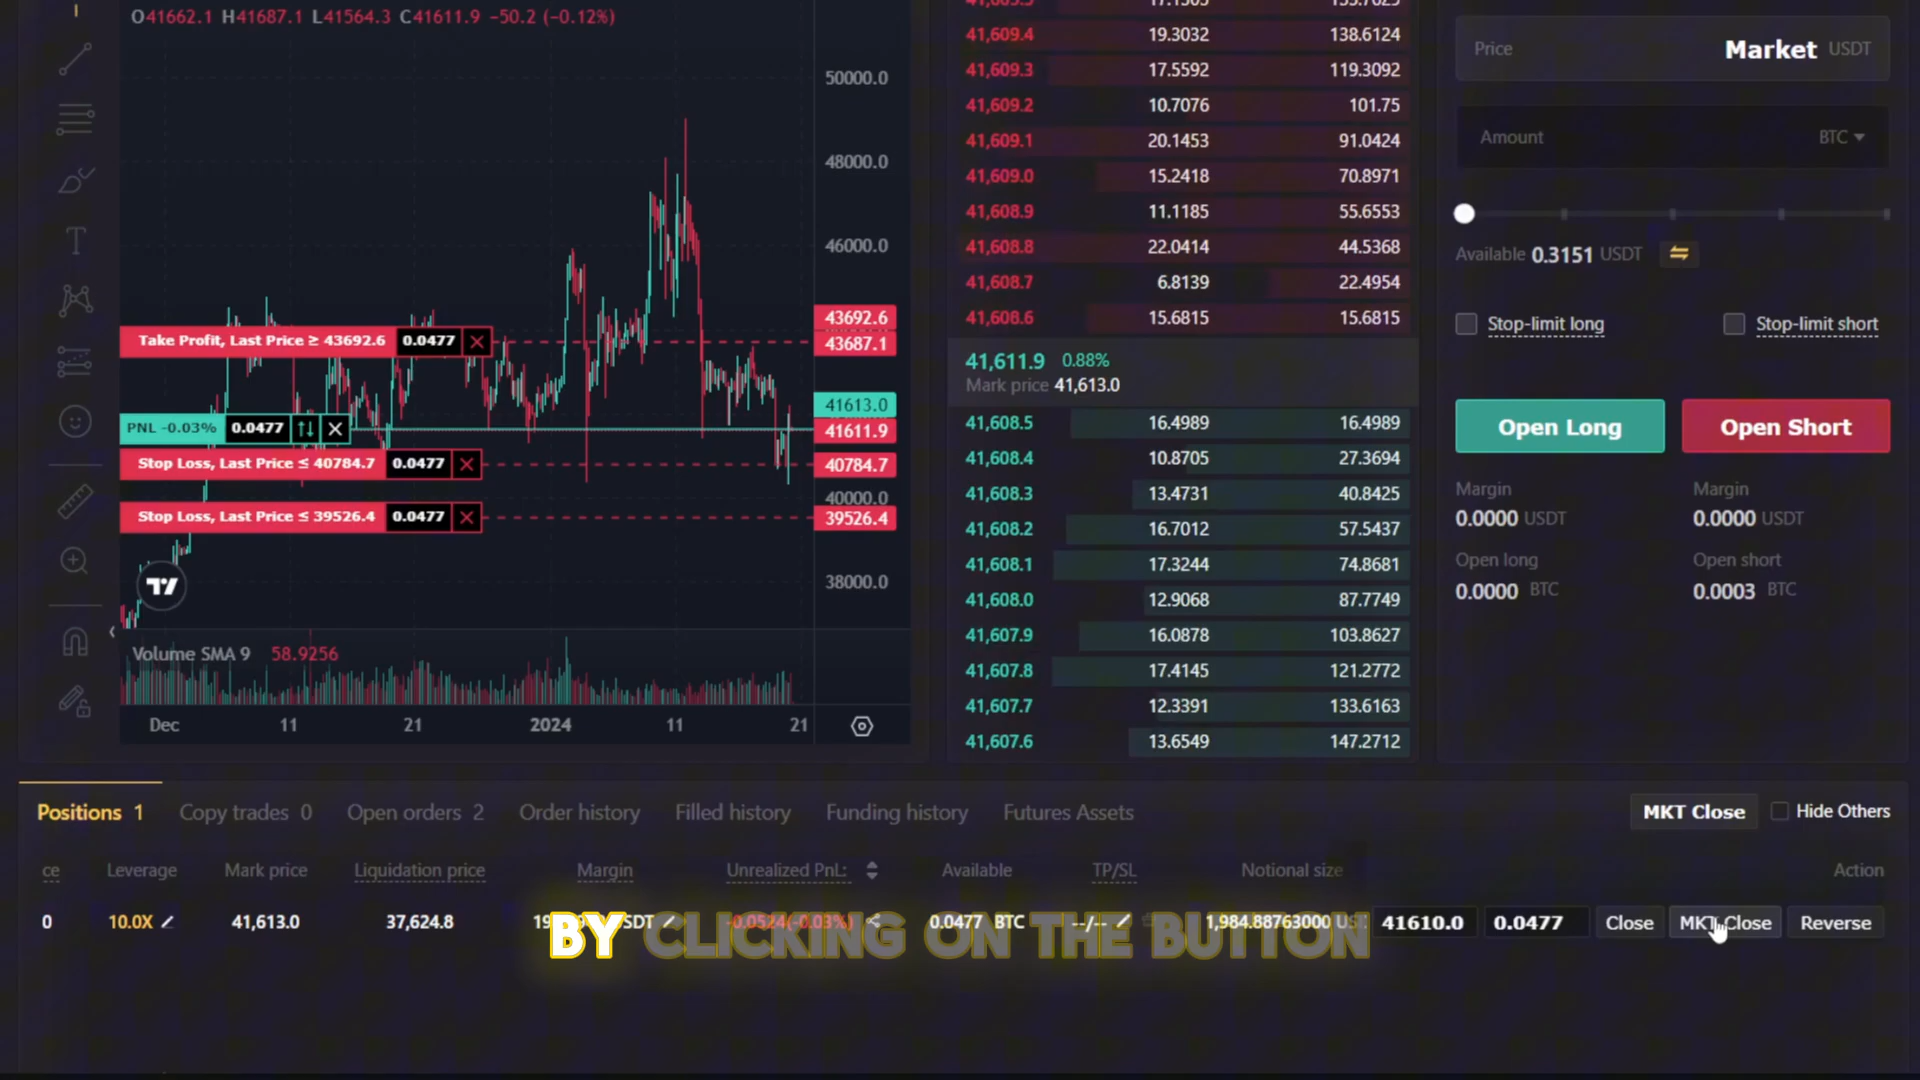 O41662.1 H41687.1 L41564.3 C41611.9 -50.2 (-0.12%)
50000.0
48000.0
46000.0
43692.6
43687.1
41613.0
41611.9
40784.7
40000.0
39526.4
38000.0
Take Profit, Last Price ≥ 43692.6 0.0477
PNL -0.03% 0.0477
Stop Loss, Last Price ≤ 40784.7 0.0477
Stop Loss, Last Price ≤ 39526.4 0.0477
Volume SMA 9 58.9256
Dec 11 21 2024 11 21
41,609.4 19.3032 138.6124
41,609.3 17.5592 119.3092
41,609.2 10.7076 101.75
41,609.1 20.1453 91.0424
41,609.0 15.2418 70.8971
41,608.9 11.1185 55.6553
41,608.8 22.0414 44.5368
41,608.7 6.8139 22.4954
41,608.6 15.6815 15.6815
41,611.9 0.88%
Mark price 41,613.0
41,608.5 16.4989 16.4989
41,608.4 10.8705 27.3694
41,608.3 13.4731 40.8425
41,608.2 16.7012 57.5437
41,608.1 17.3244 74.8681
41,608.0 12.9068 87.7749
41,607.9 16.0878 103.8627
41,607.8 17.4145 121.2772
41,607.7 12.3391 133.6163
41,607.6 13.6549 147.2712
Price Market USDT
Amount BTC
Available 0.3151 USDT
Stop-limit long Stop-limit short
Open Long Open Short
Margin Margin
0.0000 USDT 0.0000 USDT
Open long Open short
0.0000 BTC 0.0003 BTC
Positions 1 Copy trades 0 Open orders 2 Order history Filled history Funding history Futures Assets MKT Close Hide Others
ce Leverage Mark price Liquidation price Margin Unrealized PnL: Available TP/SL Notional size Action
0 10.0X 41,613.0 37,624.8 -0.0524(-0.03%) 0.0477 BTC --/-- 1,984.88763000 41610.0 0.0477 Close MKT Close Reverse
BY CLICKING ON THE BUTTON